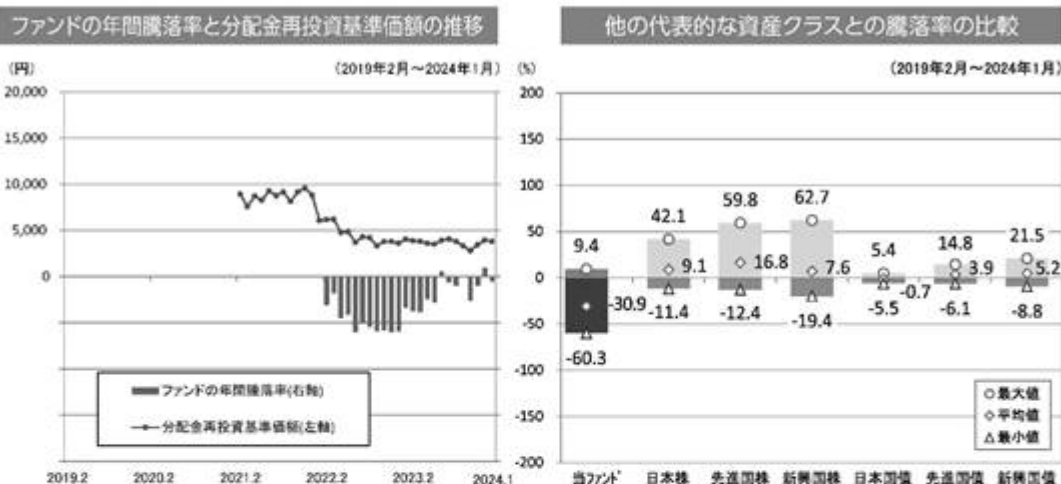 ファンドの年間騰落率と分配金再投資基準価額の推移
(円)
(2019年2月～2024年1月)
20,000
15,000
10,000
5,000
0
ファンドの年間騰落率(右軸)
分配金再投資基準価額(左軸)
2019.2 2020.2 2021.2 2022.2 2023.2 2024.1
他の代表的な資産クラスとの騰落率の比較
(%)
(2019年2月～2024年1月)
200
150
100
50
0
-50
-100
-150
-200
9.4 42.1 59.8 62.7 5.4 14.8 21.5
-30.9 9.1 16.8 7.6 -0.7 3.9 5.2
-60.3 -11.4 -12.4 -19.4 -5.5 -6.1 -8.8
最大値
平均値
最小値
当ファンド 日本株 先進国株 新興国株 日本国債 先進国債 新興国債